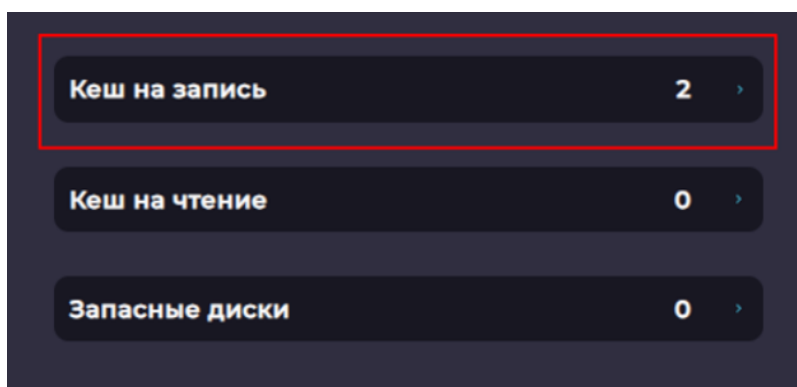 Кеш на запись 2 ›
Кеш на чтение 0 ›
Запасные диски 0 ›